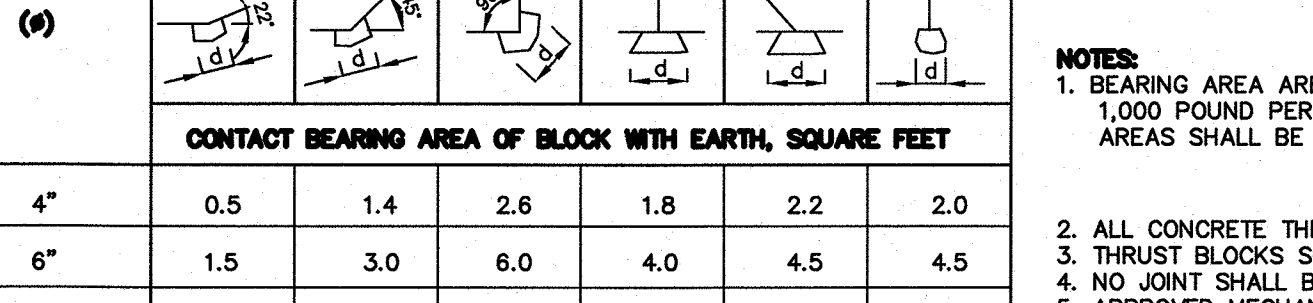 (ø)
22°
45°
d
d
d
d
d
d
CONTACT BEARING AREA OF BLOCK WITH EARTH, SQUARE FEET
4" 0.5 1.4 2.6 1.8 2.2 2.0
6" 1.5 3.0 6.0 4.0 4.5 4.5
NOTES:
1. BEARING AREA
1,000 POUND PER
AREAS SHALL BE
2. ALL CONCRETE
3. THRUST BLOCKS
4. NO JOINT SHALL
5. APPROVED